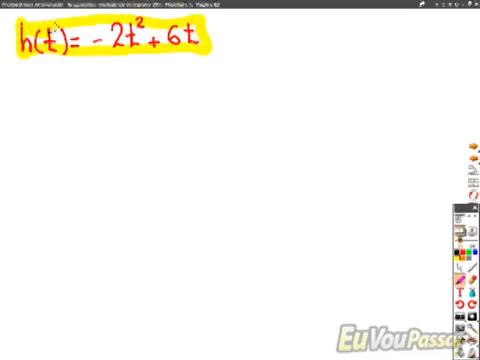 h(t) = - 2t² + 6t
EuVouPassar